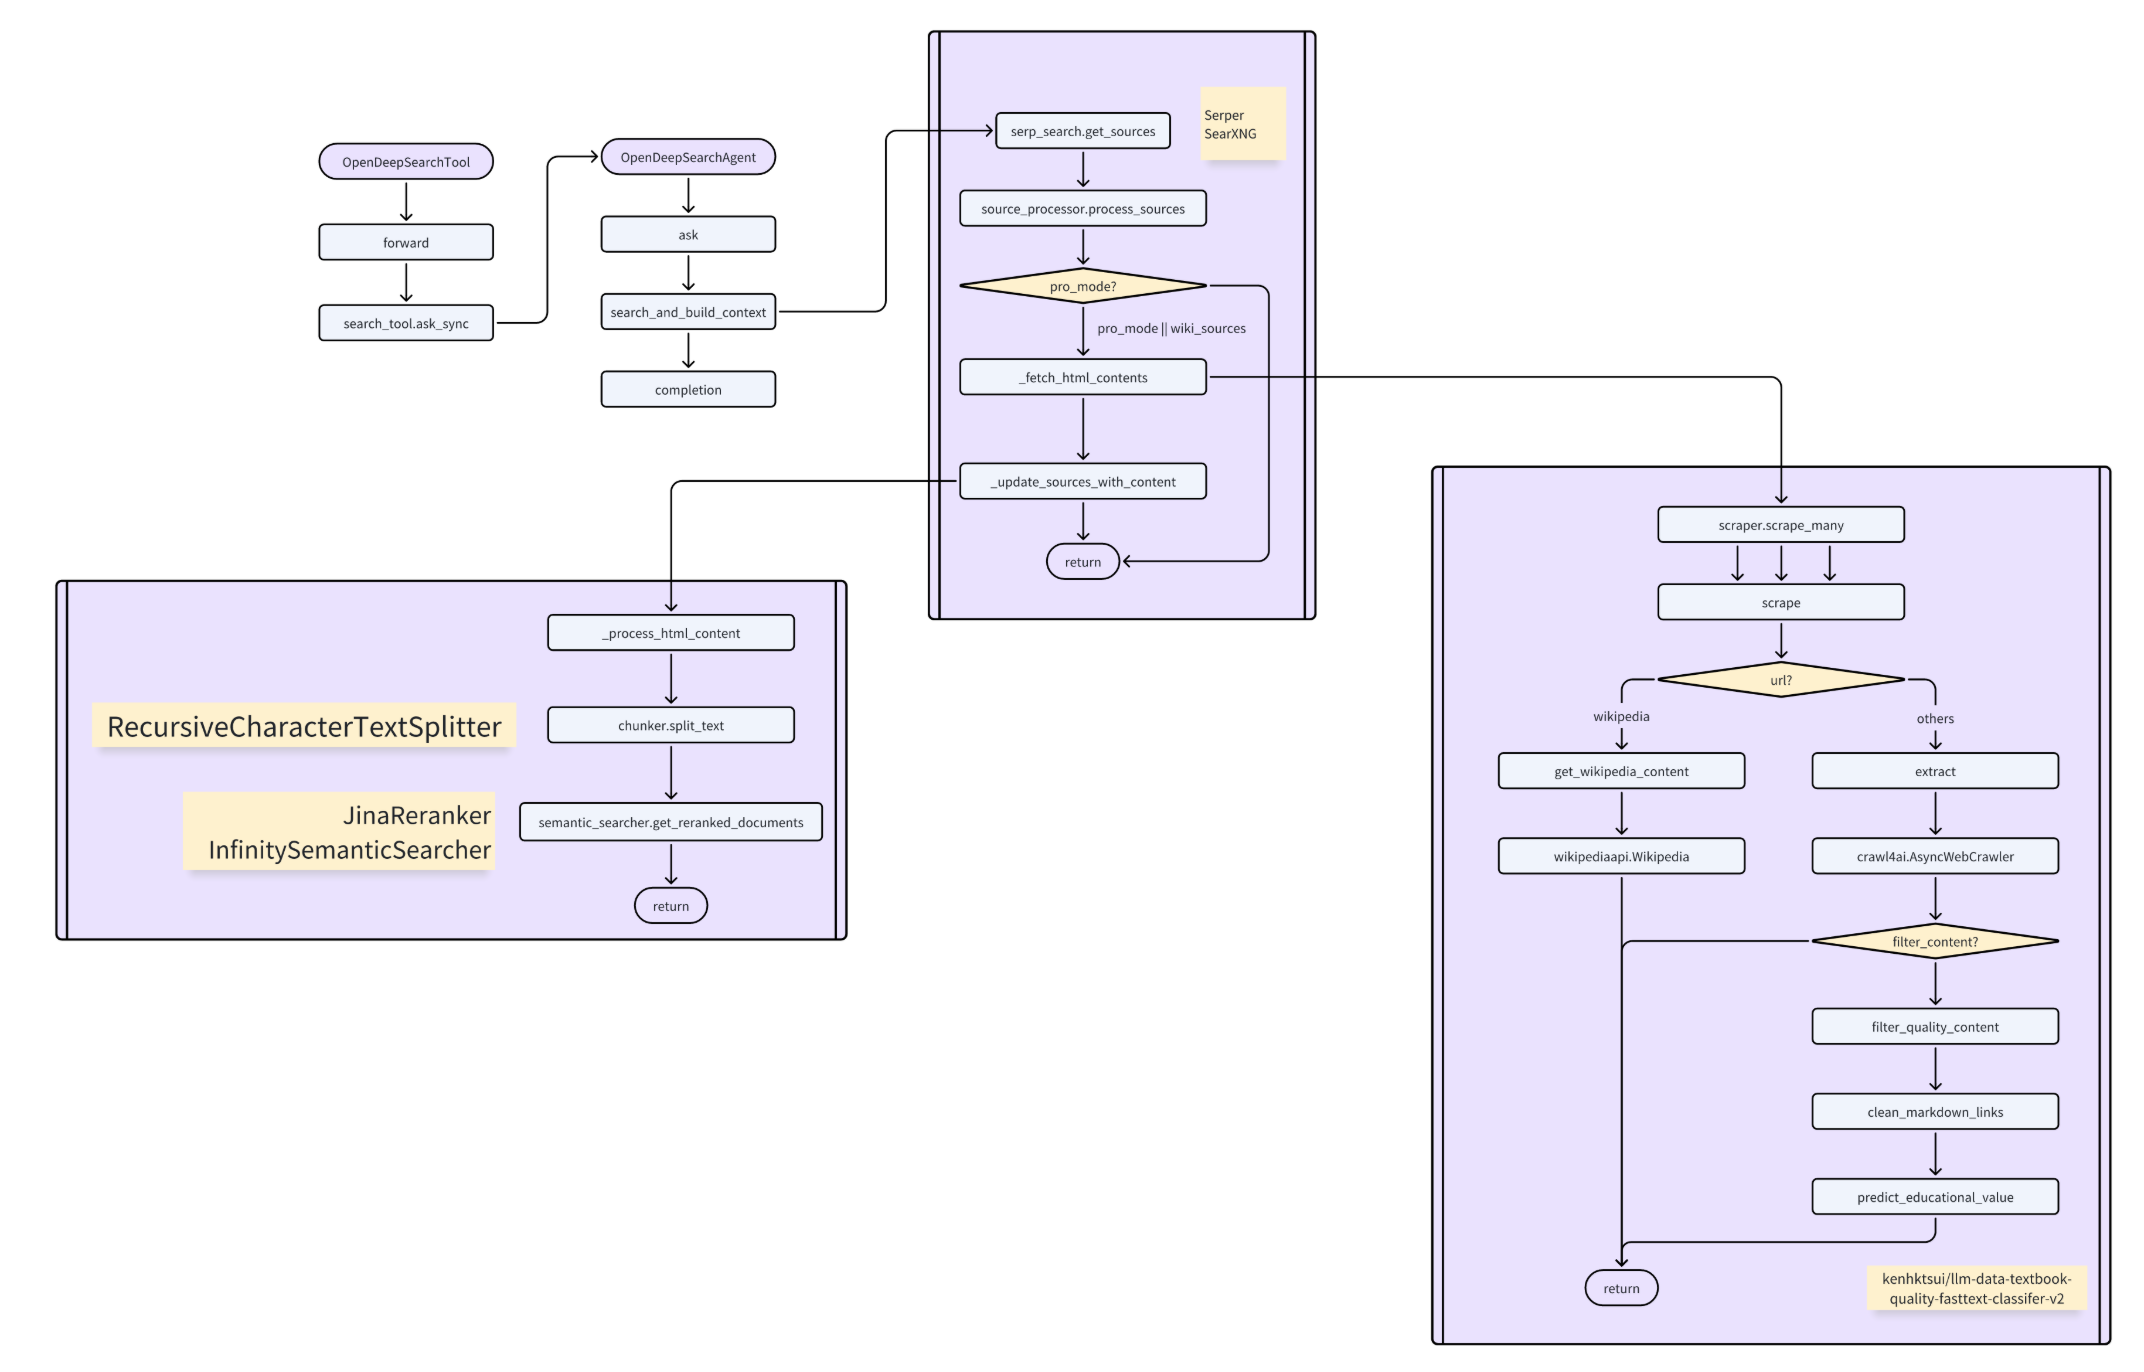 OpenDeepSearchTool
forward
search_tool.ask_sync
OpenDeepSearchAgent
ask
search_and_build_context
completion
serp_search.get_sources
Serper
SearXNG
source_processor.process_sources
pro_mode?
pro_mode || wiki_sources
_fetch_html_contents
_update_sources_with_content
return
_process_html_content
RecursiveCharacterTextSplitter
chunker.split_text
JinaReranker
InfinitySemanticSearcher
semantic_searcher.get_reranked_documents
return
scraper.scrape_many
scrape
url?
wikipedia
others
get_wikipedia_content
extract
wikipediaapi.Wikipedia
crawl4ai.AsyncWebCrawler
filter_content?
filter_quality_content
clean_markdown_links
predict_educational_value
return
kenhktsui/llm-data-textbook-
quality-fasttext-classifer-v2